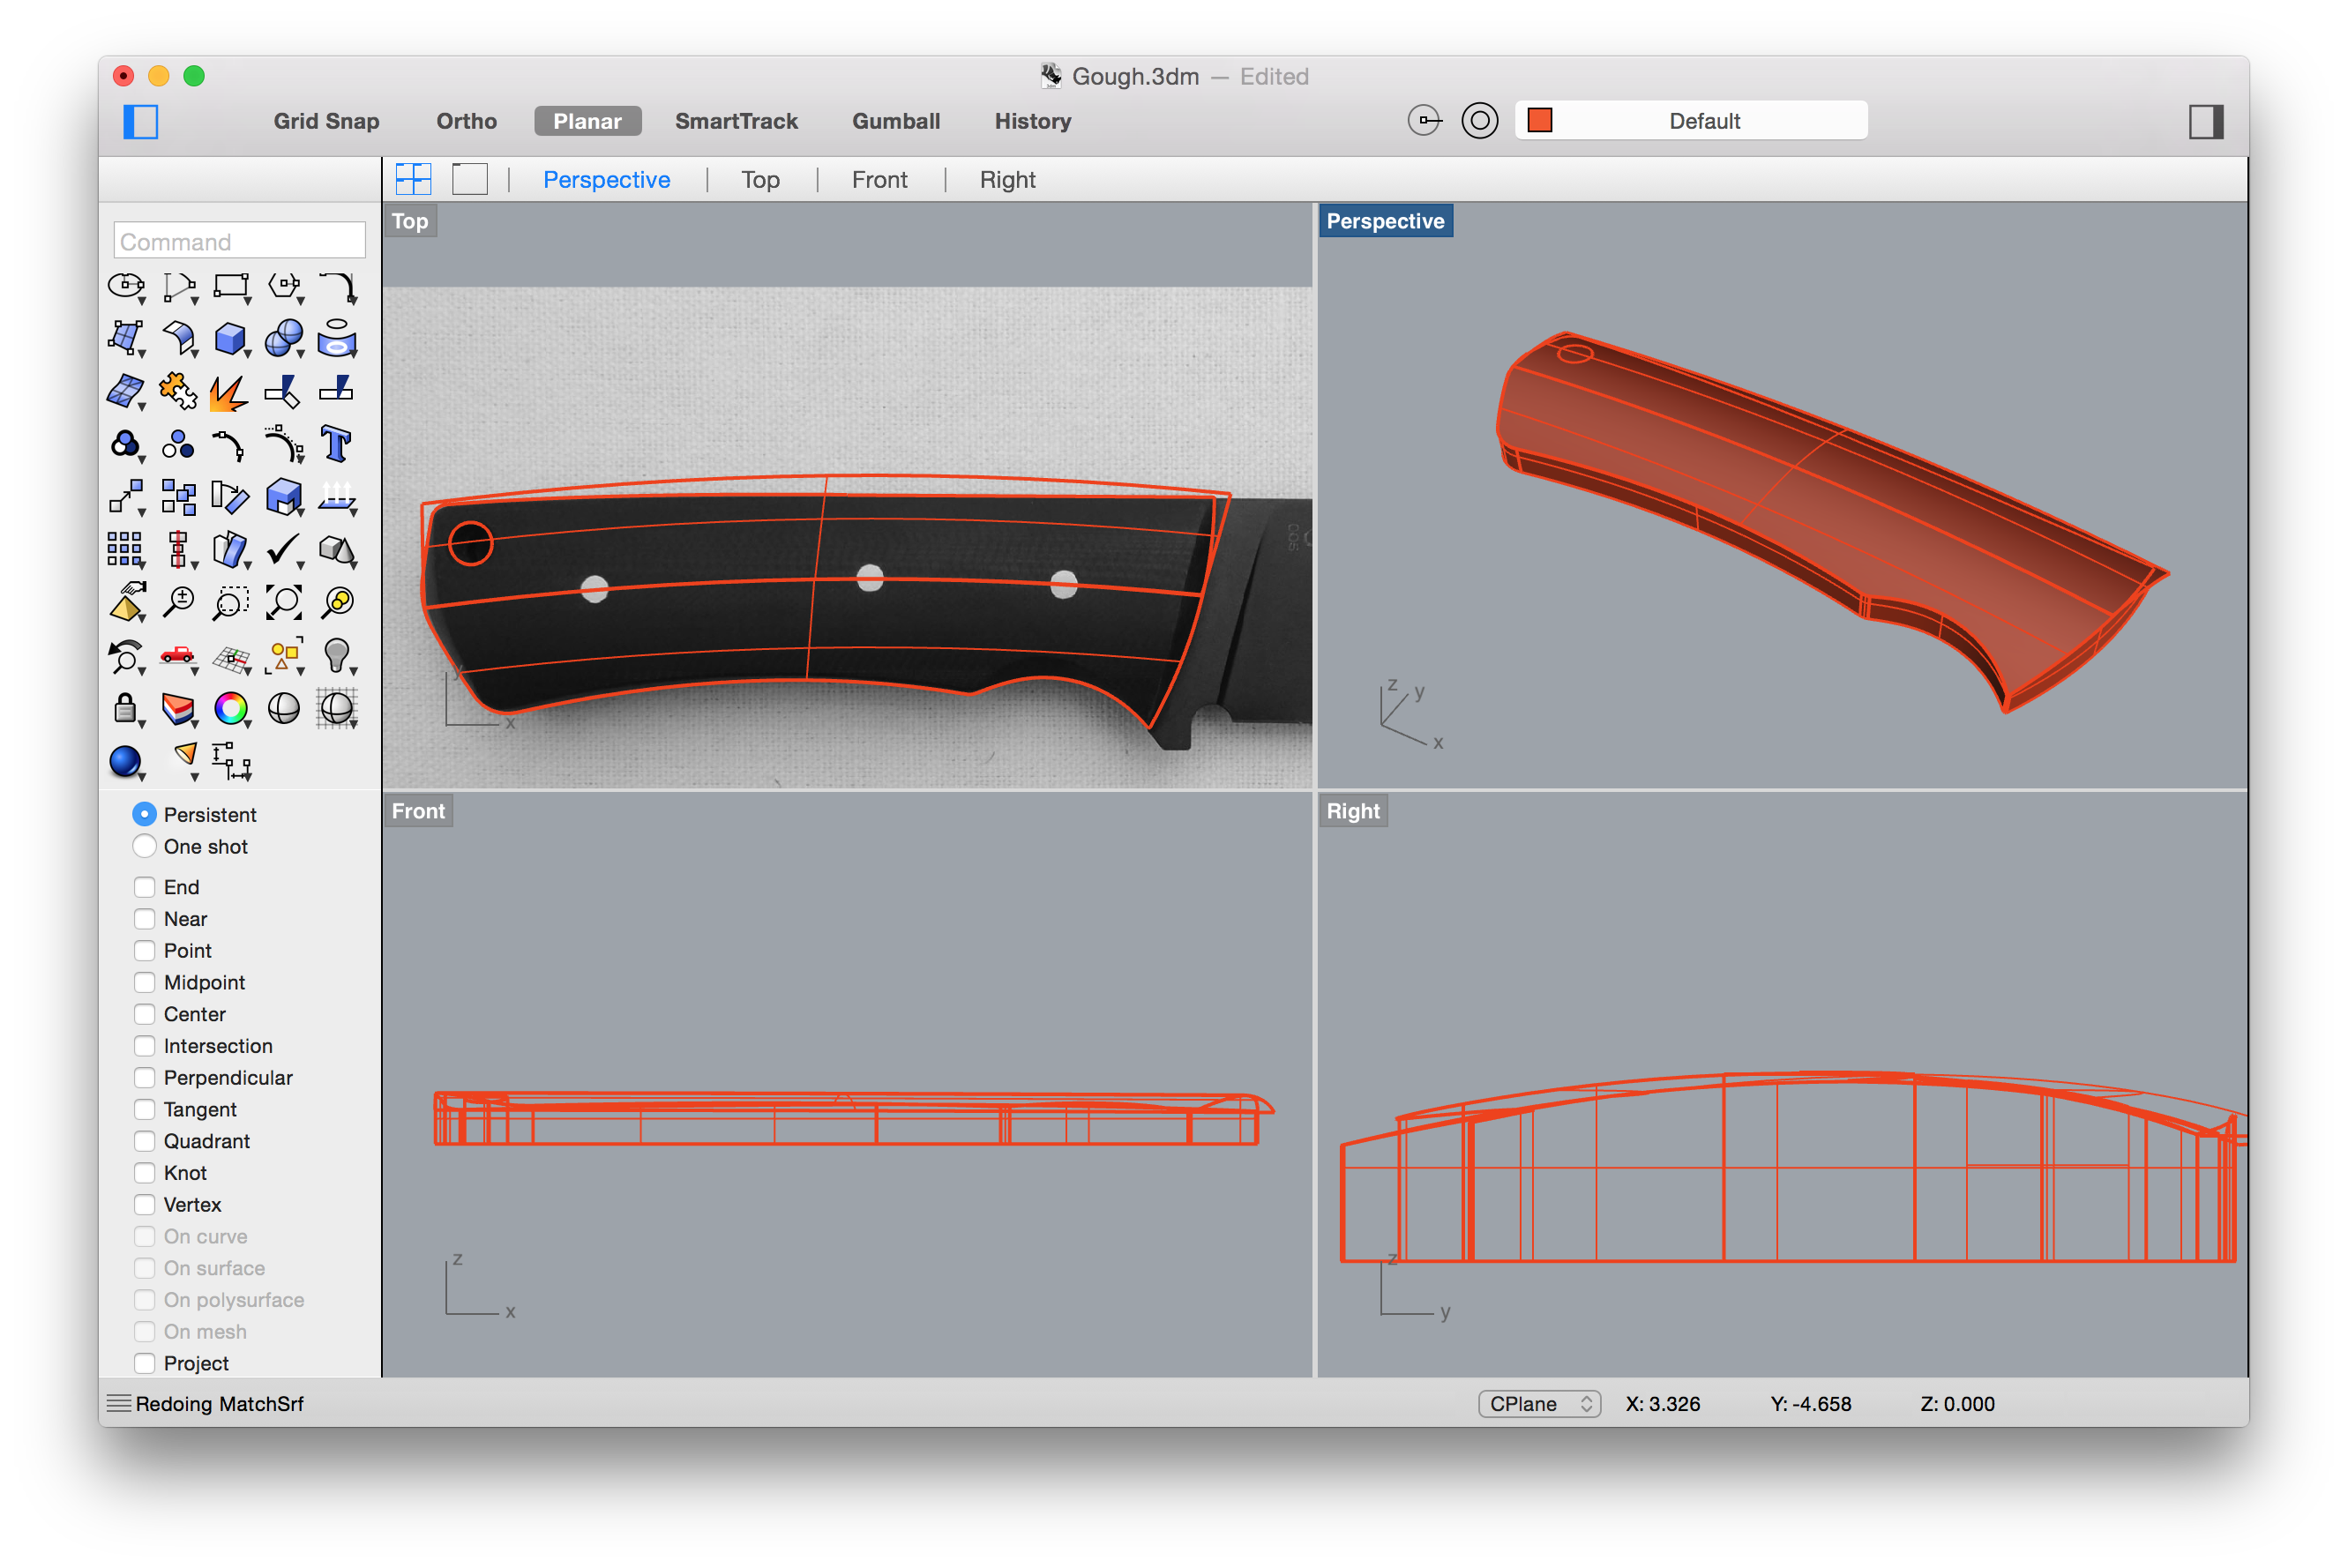 Gough.3dm — Edited
Grid Snap Ortho Planar SmartTrack Gumball History Default
Perspective Top Front Right
Command
Top
Perspective
y
x
z
y
x
Persistent
One shot
End
Near
Point
Midpoint
Center
Intersection
Perpendicular
Tangent
Quadrant
Knot
Vertex
On curve
On surface
On polysurface
On mesh
Project
Front
Right
z
x
z
y
Redoing MatchSrf CPlane X: 3.326 Y: -4.658 Z: 0.000